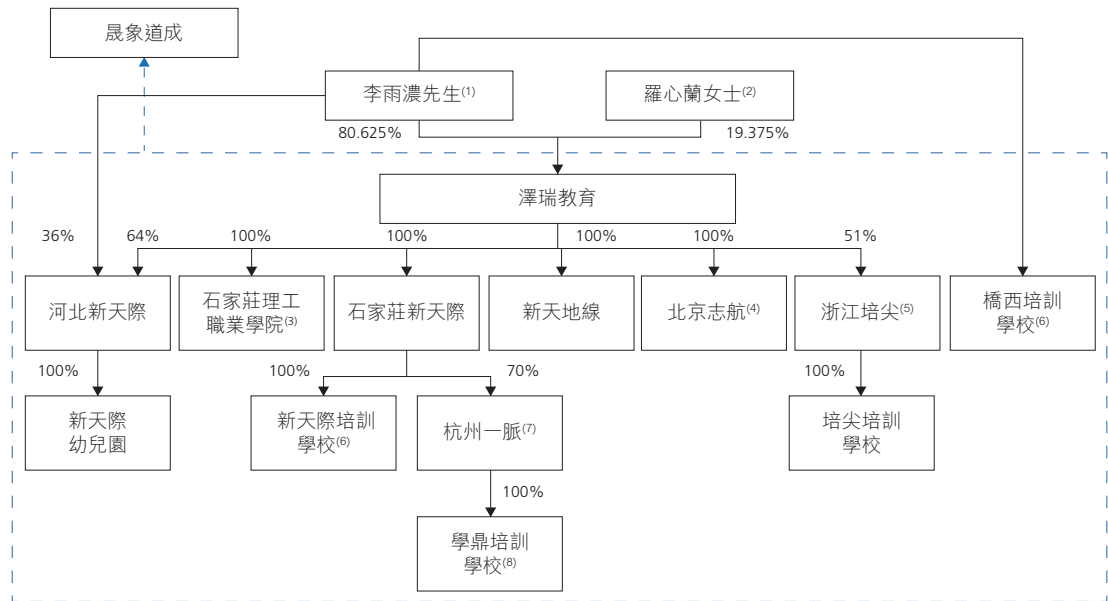 晟象道成
李雨濃先生(1)
羅心蘭女士(2)
80.625%
19.375%
澤瑞教育
36%
64%
100%
100%
100%
100%
51%
河北新天際
石家莊理工
職業學院(3)
石家莊新天際
新天地線
北京志航(4)
浙江培尖(5)
橋西培訓
學校(6)
100%
100%
70%
100%
新天際
幼兒園
新天際培訓
學校(6)
杭州一脈(7)
培尖培訓
學校
100%
學鼎培訓
學校(8)